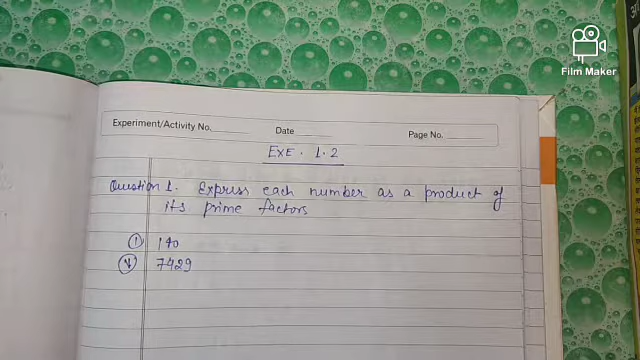 Film Maker
Experiment/Activity No. Date Page No.
EXE . 1.2
Question 1. Express each number as a product of
its prime factors
① 140
Ⓥ 7429